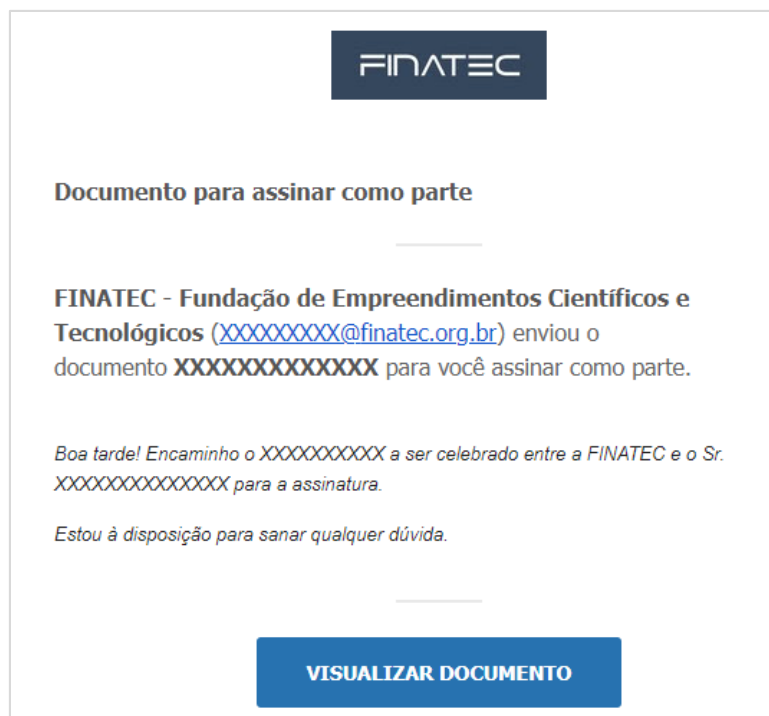 FINATEC
Documento para assinar como parte
FINATEC - Fundação de Empreendimentos Científicos e
Tecnológicos (XXXXXXXXX@finatec.org.br) enviou o
documento XXXXXXXXXXXXX para você assinar como parte.
Boa tarde! Encaminho o XXXXXXXXXX a ser celebrado entre a FINATEC e o Sr.
XXXXXXXXXXXXXX para a assinatura.
Estou à disposição para sanar qualquer dúvida.
VISUALIZAR DOCUMENTO